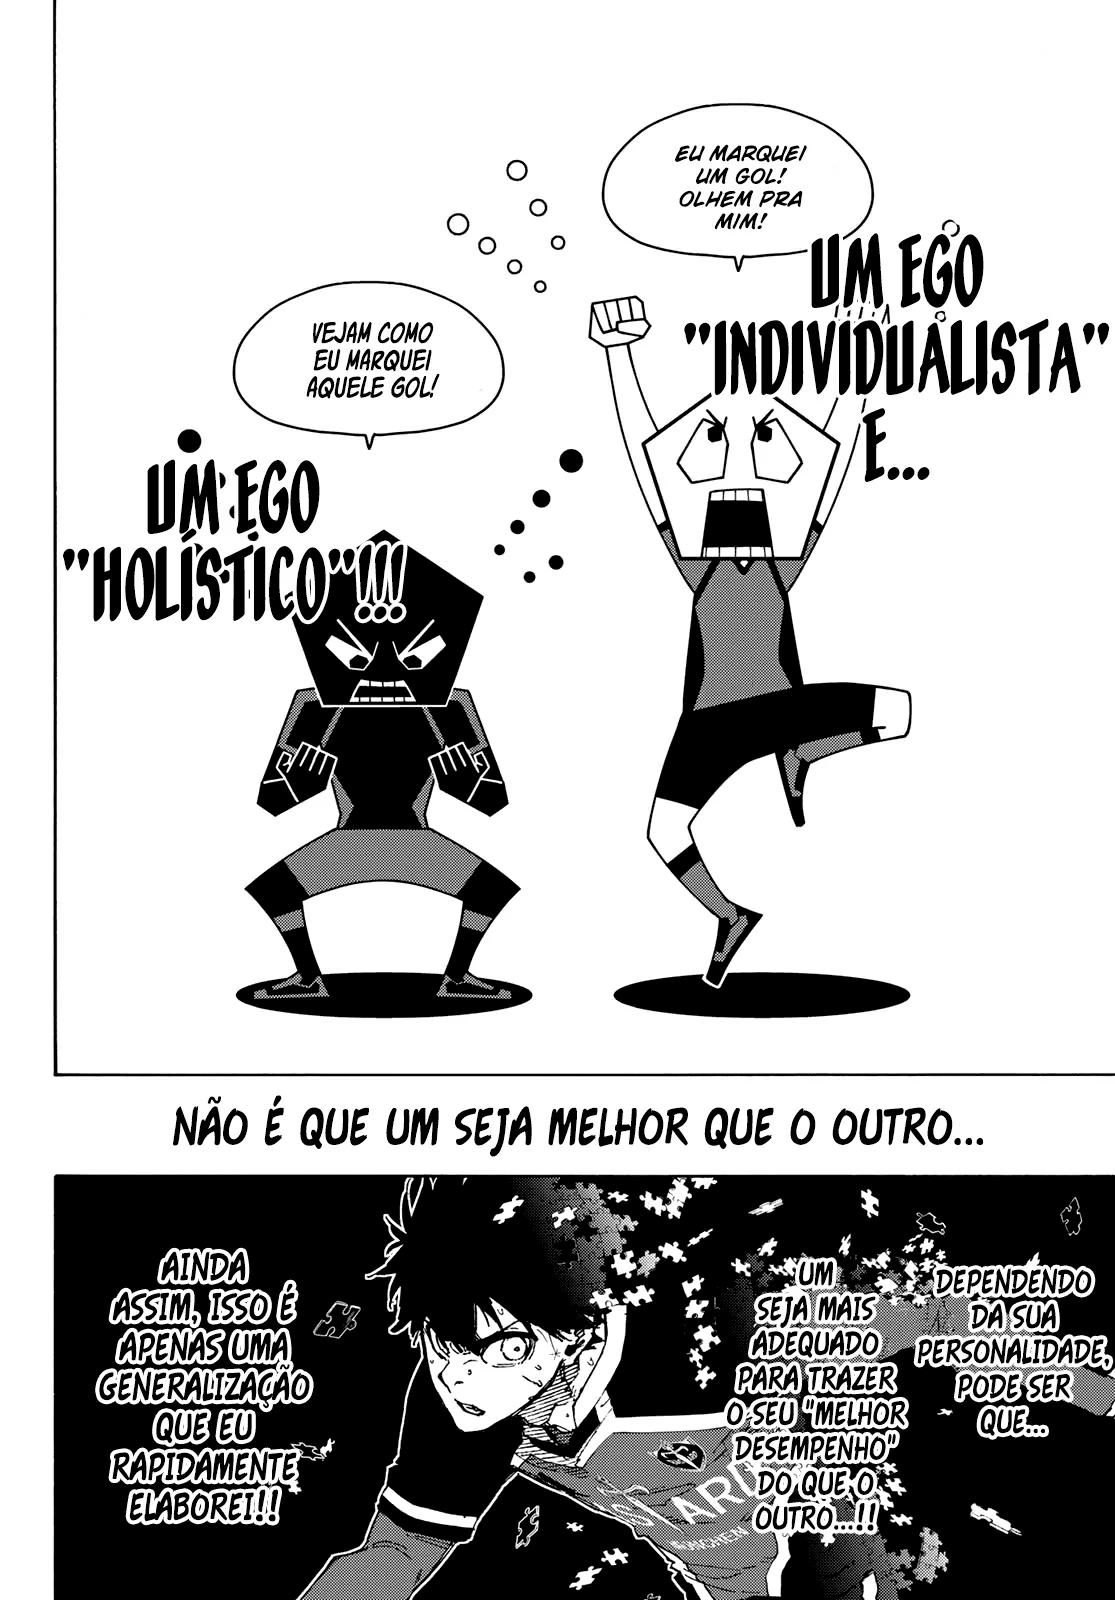 EU MARQUEI
UM GOL!
OLHEM PRA
MIM!
UM EGO
"INDIVIDUALISTA"
E...
VEJAM COMO
EU MARQUEI
AQUELE GOL!
UM EGO
"HOLÍSTICO"!!!
NÃO É QUE UM SEJA MELHOR QUE O OUTRO...
DEPENDENDO
DA SUA
PERSONALIDADE,
PODE SER
QUE...
UM
SEJA MAIS
ADEQUADO
PARA TRAZER
O SEU "MELHOR
DESEMPENHO"
DO QUE O
OUTRO...!!
AINDA
ASSIM, ISSO É
APENAS UMA
GENERALIZAÇÃO
QUE EU
RAPIDAMENTE
ELABOREI!!